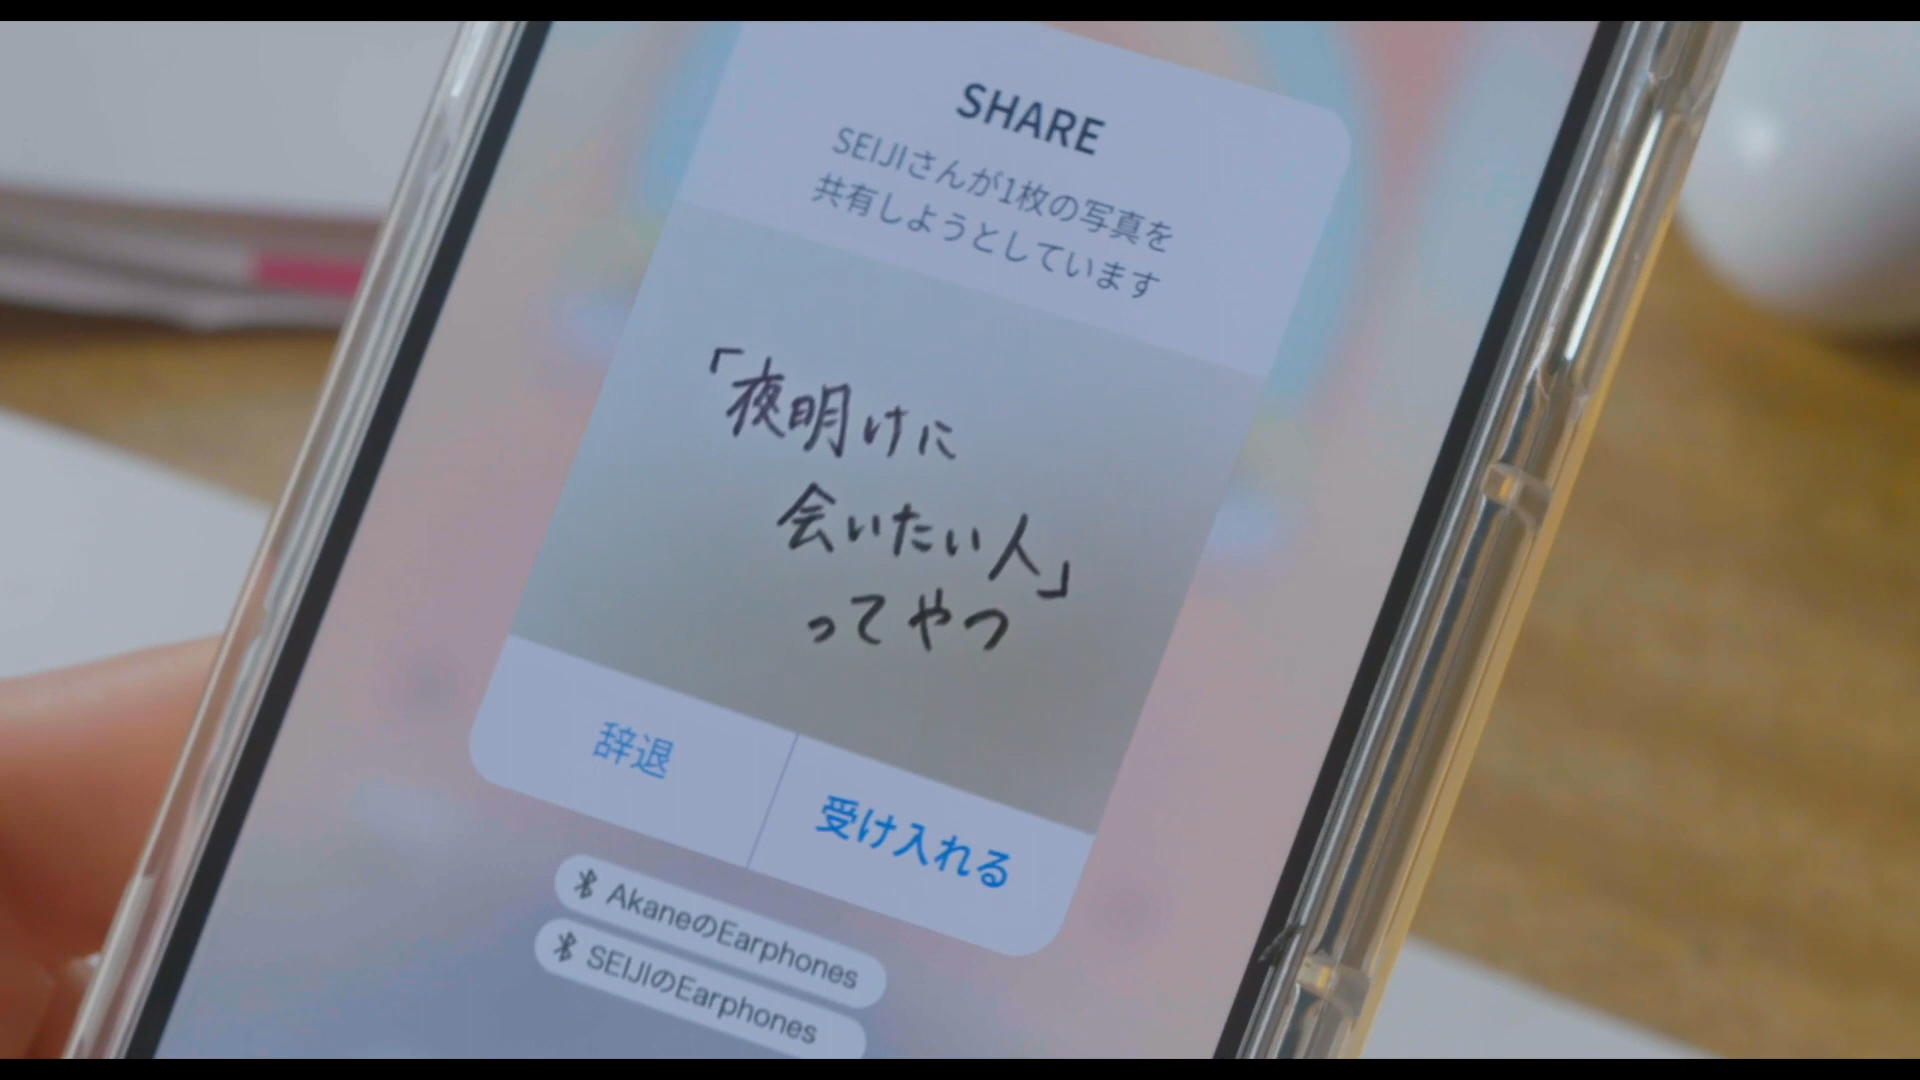 SHARE
SEIJIさんが1枚の写真を
共有しようとしています
「夜明けに
会いたい人」
ってやつ
辞退
受け入れる
AkaneのEarphones
SEIJIのEarphones